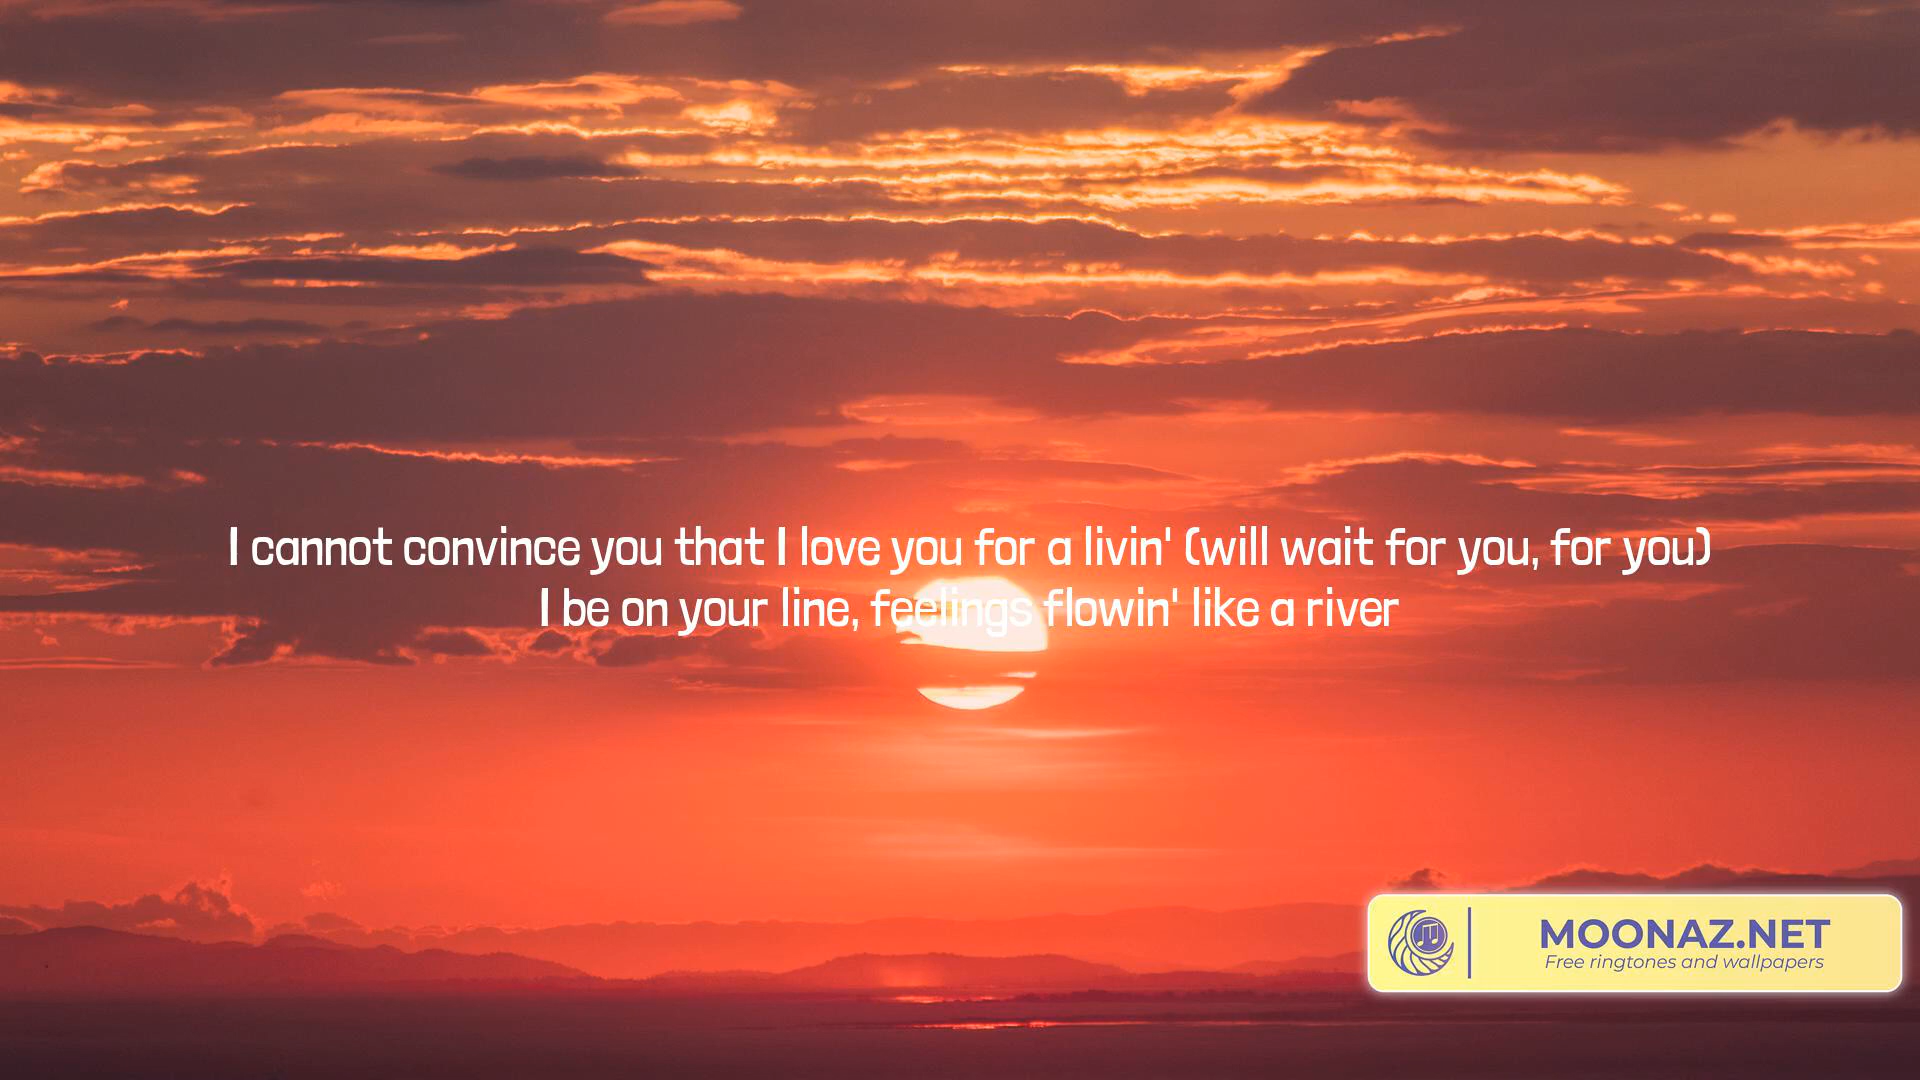 I cannot convince you that I love you for a livin' (will wait for you, for you)
I be on your line, feelings flowin' like a river
MOONAZ.NET
Free ringtones and wallpapers